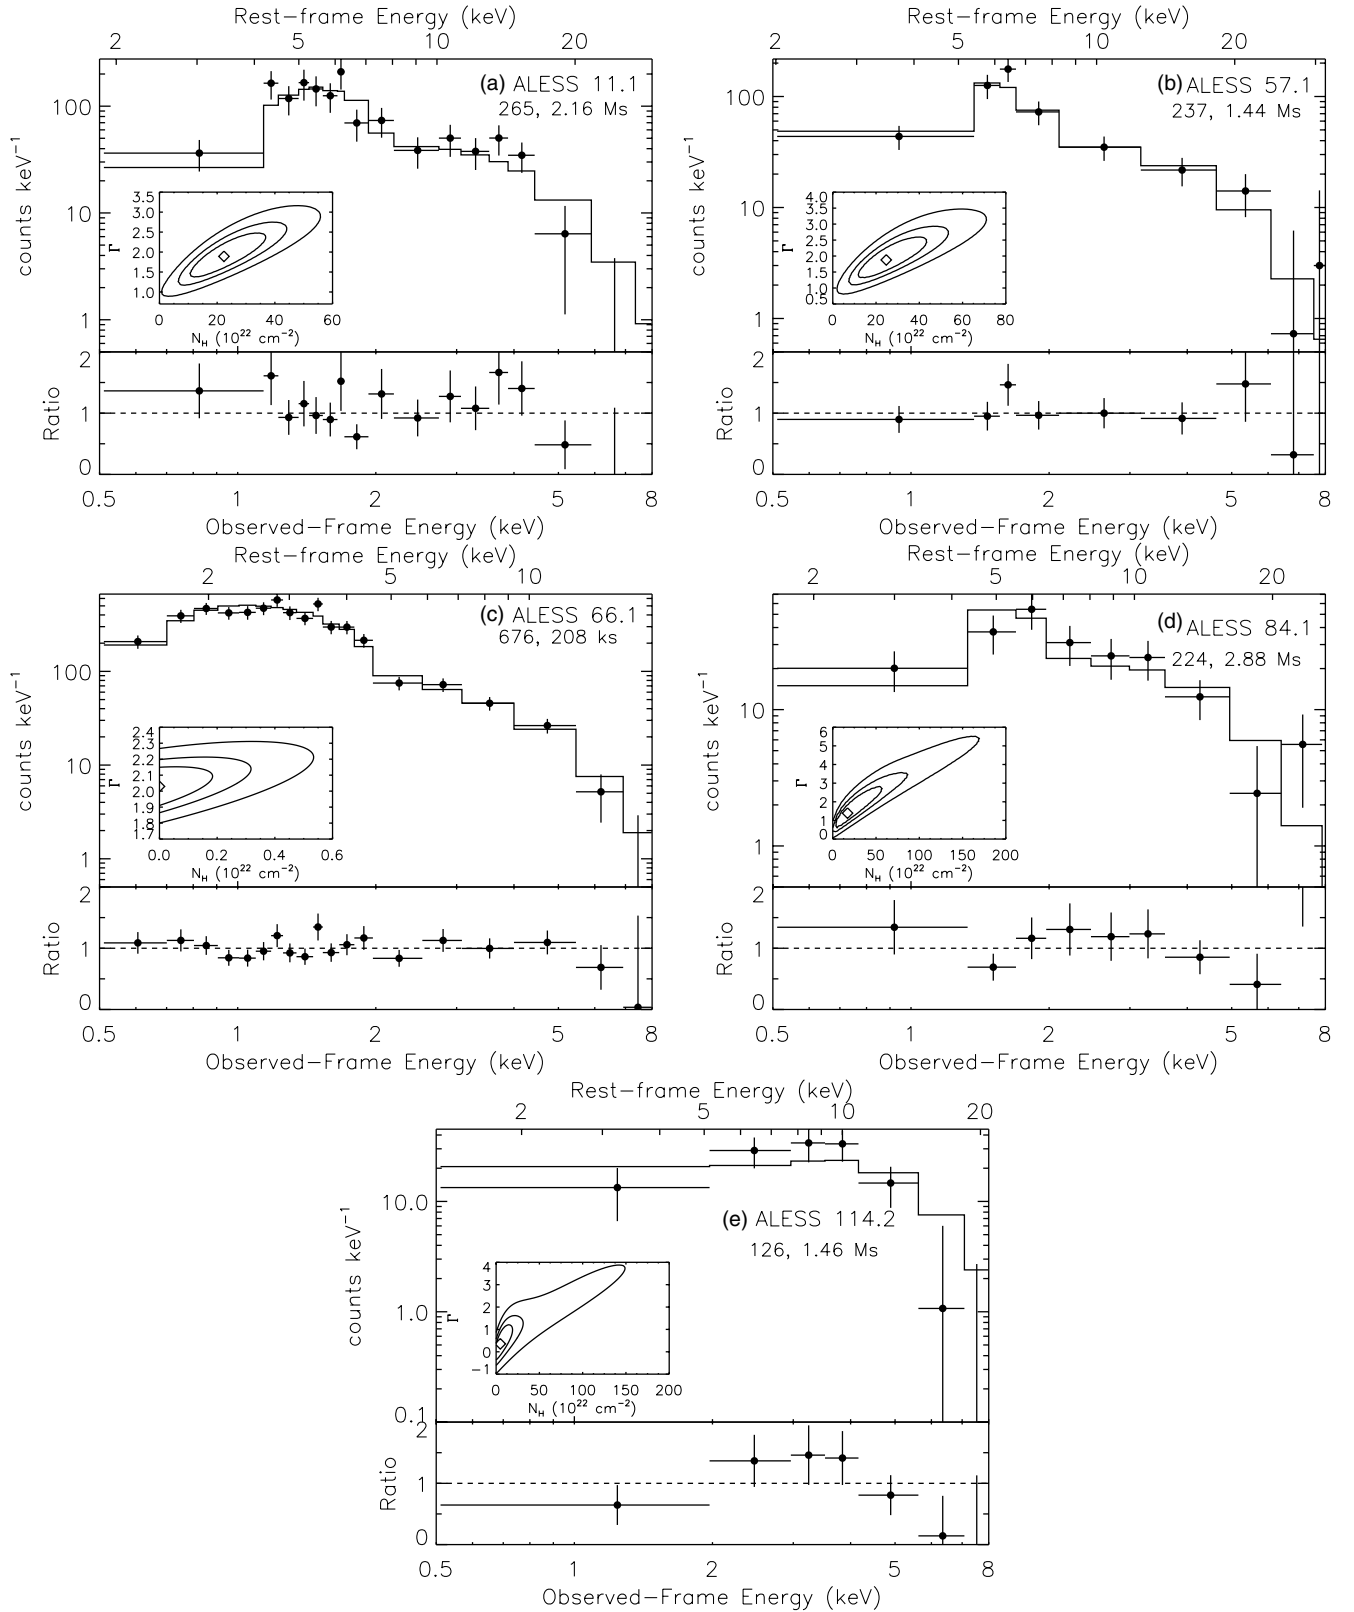 Rest-frame Energy (keV)
2 5 10 20
(a) ALESS 11.1
265, 2.16 Ms
counts keV⁻¹
100
10
1
Γ
3.5
3.0
2.5
2.0
1.5
1.0
0 20 40 60
N_H (10²² cm⁻²)
Ratio
2
1
0
0.5 1 2 5 8
Observed-Frame Energy (keV)
Rest-frame Energy (keV)
2 5 10 20
(b) ALESS 57.1
237, 1.44 Ms
counts keV⁻¹
100
10
1
Γ
4.0
3.5
3.0
2.5
2.0
1.5
1.0
0.5
0 20 40 60 80
N_H (10²² cm⁻²)
Ratio
2
1
0
0.5 1 2 5 8
Observed-Frame Energy (keV)
Rest-frame Energy (keV)
2 5 10
(c) ALESS 66.1
676, 208 ks
counts keV⁻¹
100
10
1
Γ
2.4
2.3
2.2
2.1
2.0
1.9
1.8
1.7
0.0 0.2 0.4 0.6
N_H (10²² cm⁻²)
Ratio
2
1
0
0.5 1 2 5 8
Observed-Frame Energy (keV)
Rest-frame Energy (keV)
2 5 10 20
(d) ALESS 84.1
224, 2.88 Ms
counts keV⁻¹
10
1
Γ
6
5
4
3
2
1
0
0 50 100 150 200
N_H (10²² cm⁻²)
Ratio
2
1
0
0.5 1 2 5 8
Observed-Frame Energy (keV)
Rest-frame Energy (keV)
2 5 10 20
(e) ALESS 114.2
126, 1.46 Ms
counts keV⁻¹
10.0
1.0
0.1
Γ
4
3
2
1
0
-1
0 50 100 150 200
N_H (10²² cm⁻²)
Ratio
2
1
0
0.5 1 2 5 8
Observed-Frame Energy (keV)